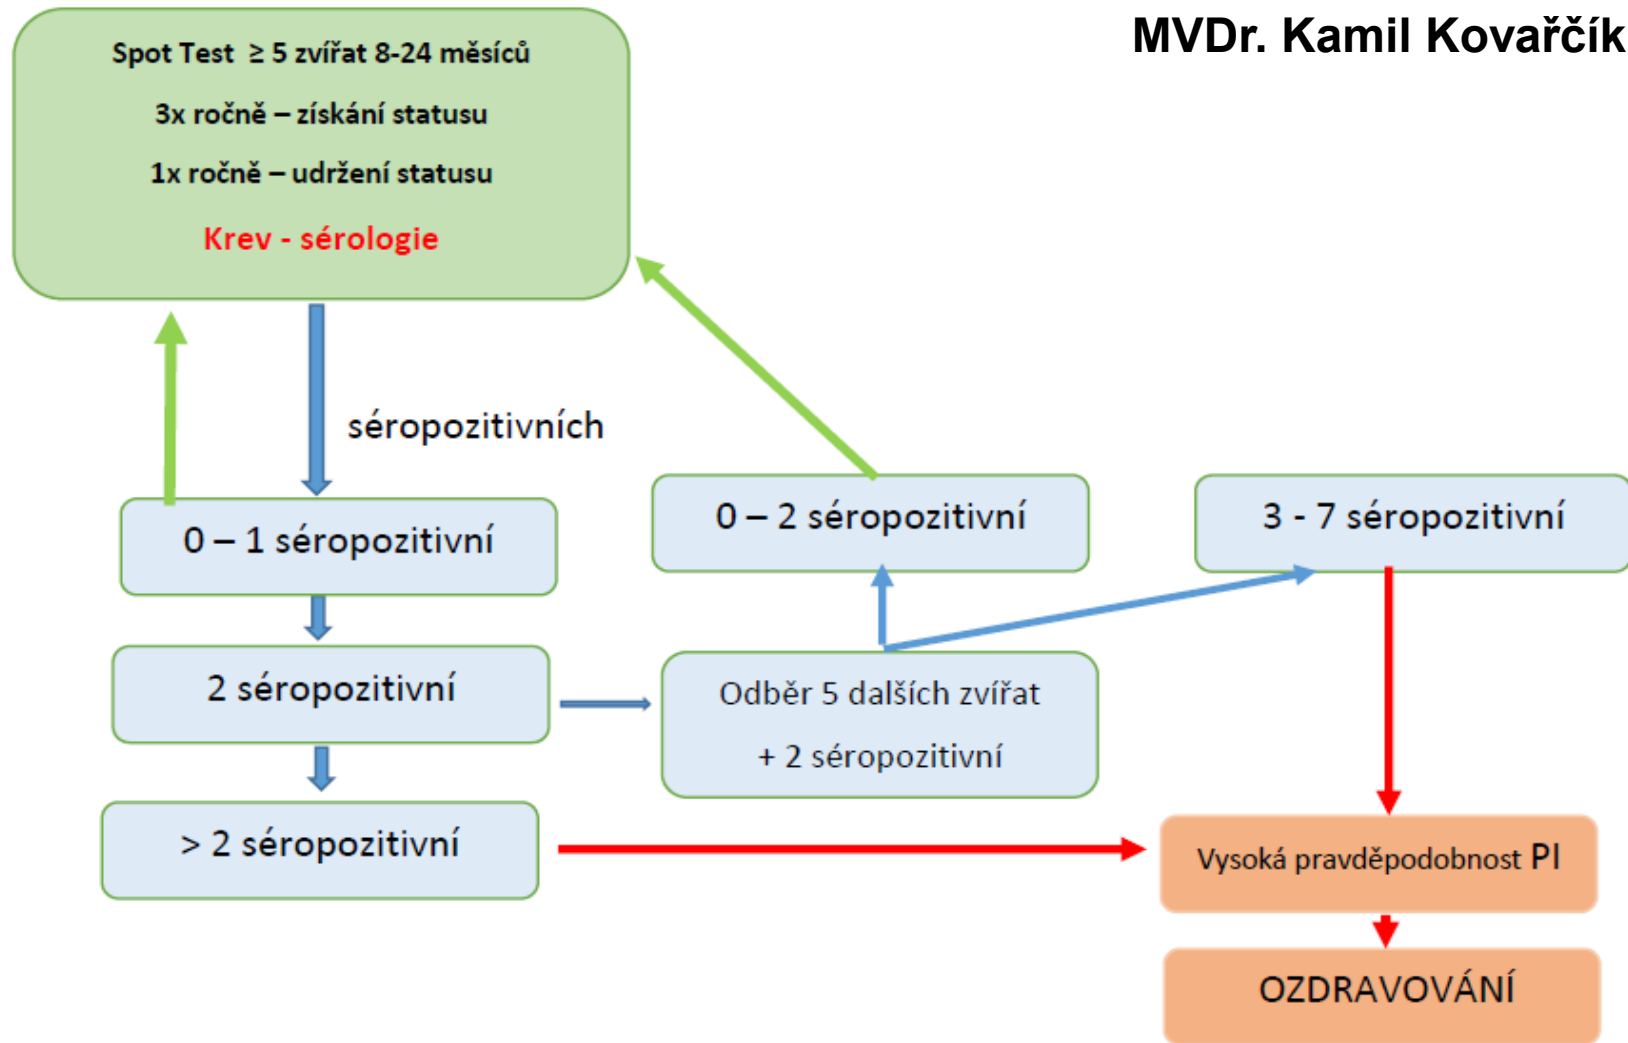 MVDr. Kamil Kovařčík
Spot Test ≥ 5 zvířat 8-24 měsíců
3x ročně – získání statusu
1x ročně – udržení statusu
Krev - sérologie
séropozitivních
0 – 1 séropozitivní
0 – 2 séropozitivní
3 - 7 séropozitivní
2 séropozitivní
Odběr 5 dalších zvířat
+ 2 séropozitivní
> 2 séropozitivní
Vysoká pravděpodobnost PI
OZDRAVOVÁNÍ